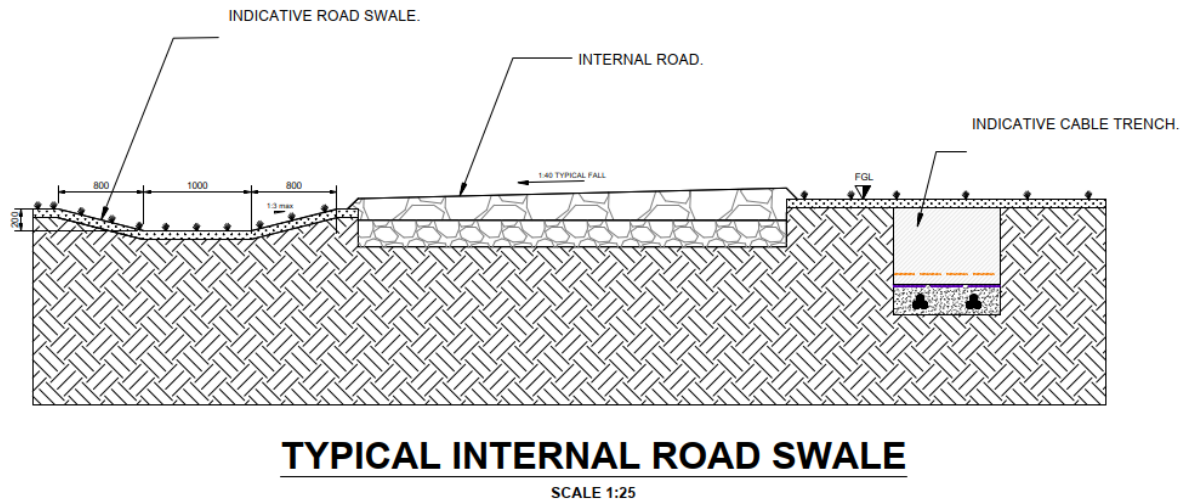 INDICATIVE ROAD SWALE.
INTERNAL ROAD.
INDICATIVE CABLE TRENCH.
1:40 TYPICAL FALL
FGL
800
1000
800
1:3 max
200
TYPICAL INTERNAL ROAD SWALE
SCALE 1:25